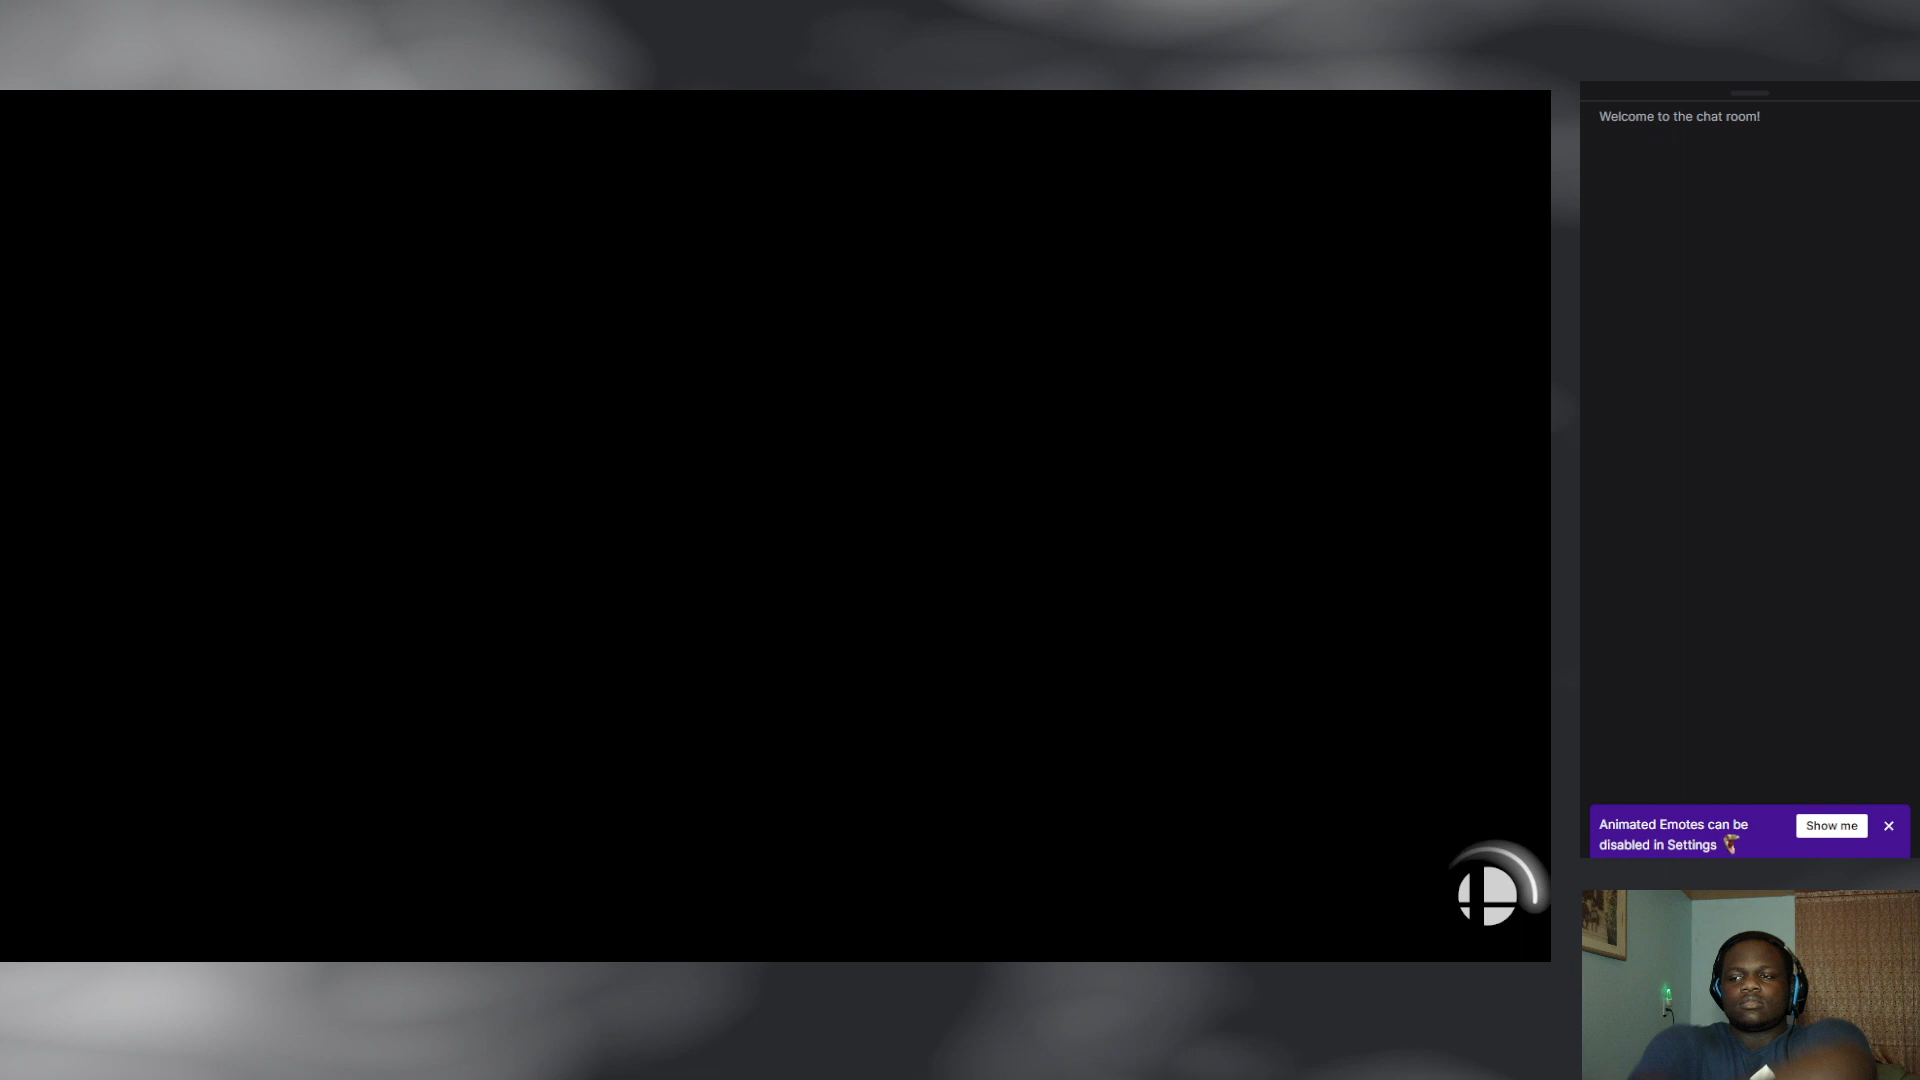 Welcome to the chat room!
Animated Emotes can be
disabled in Settings
Show me